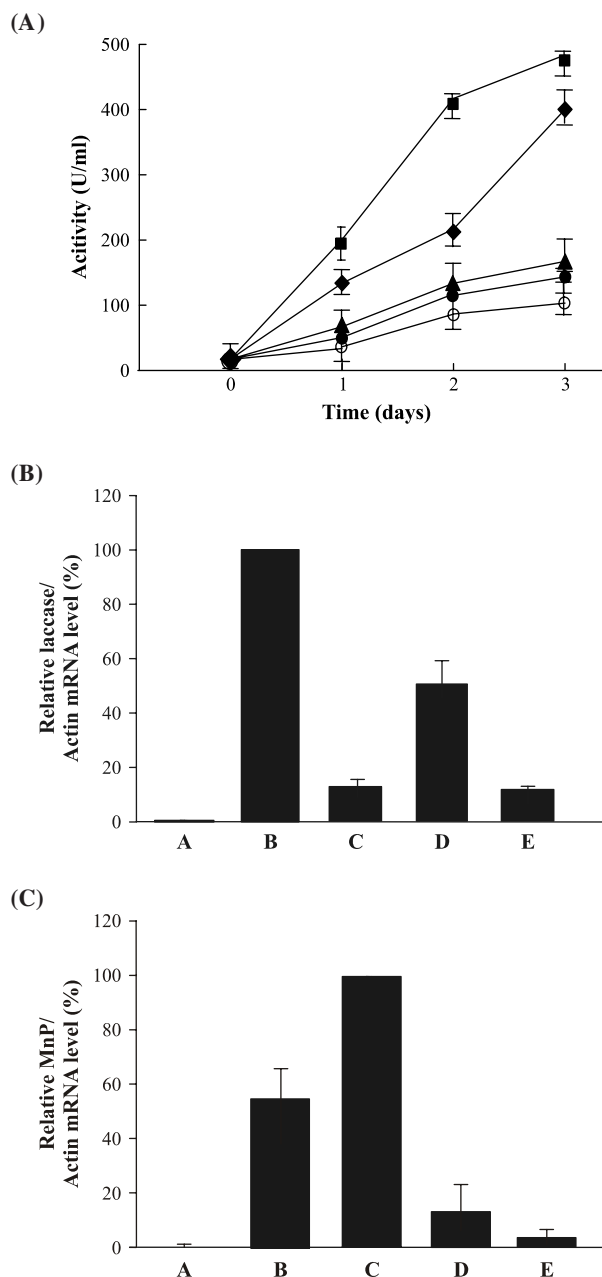 (A)
500
400
300
200
100
0
Acitivity (U/ml)
0 1 2 3
Time (days)
(B)
120
100
80
60
40
20
0
Relative laccase/
Actin mRNA level (%)
A B C D E
(C)
120
100
80
60
40
20
0
Relative MnP/
Actin mRNA level (%)
A B C D E